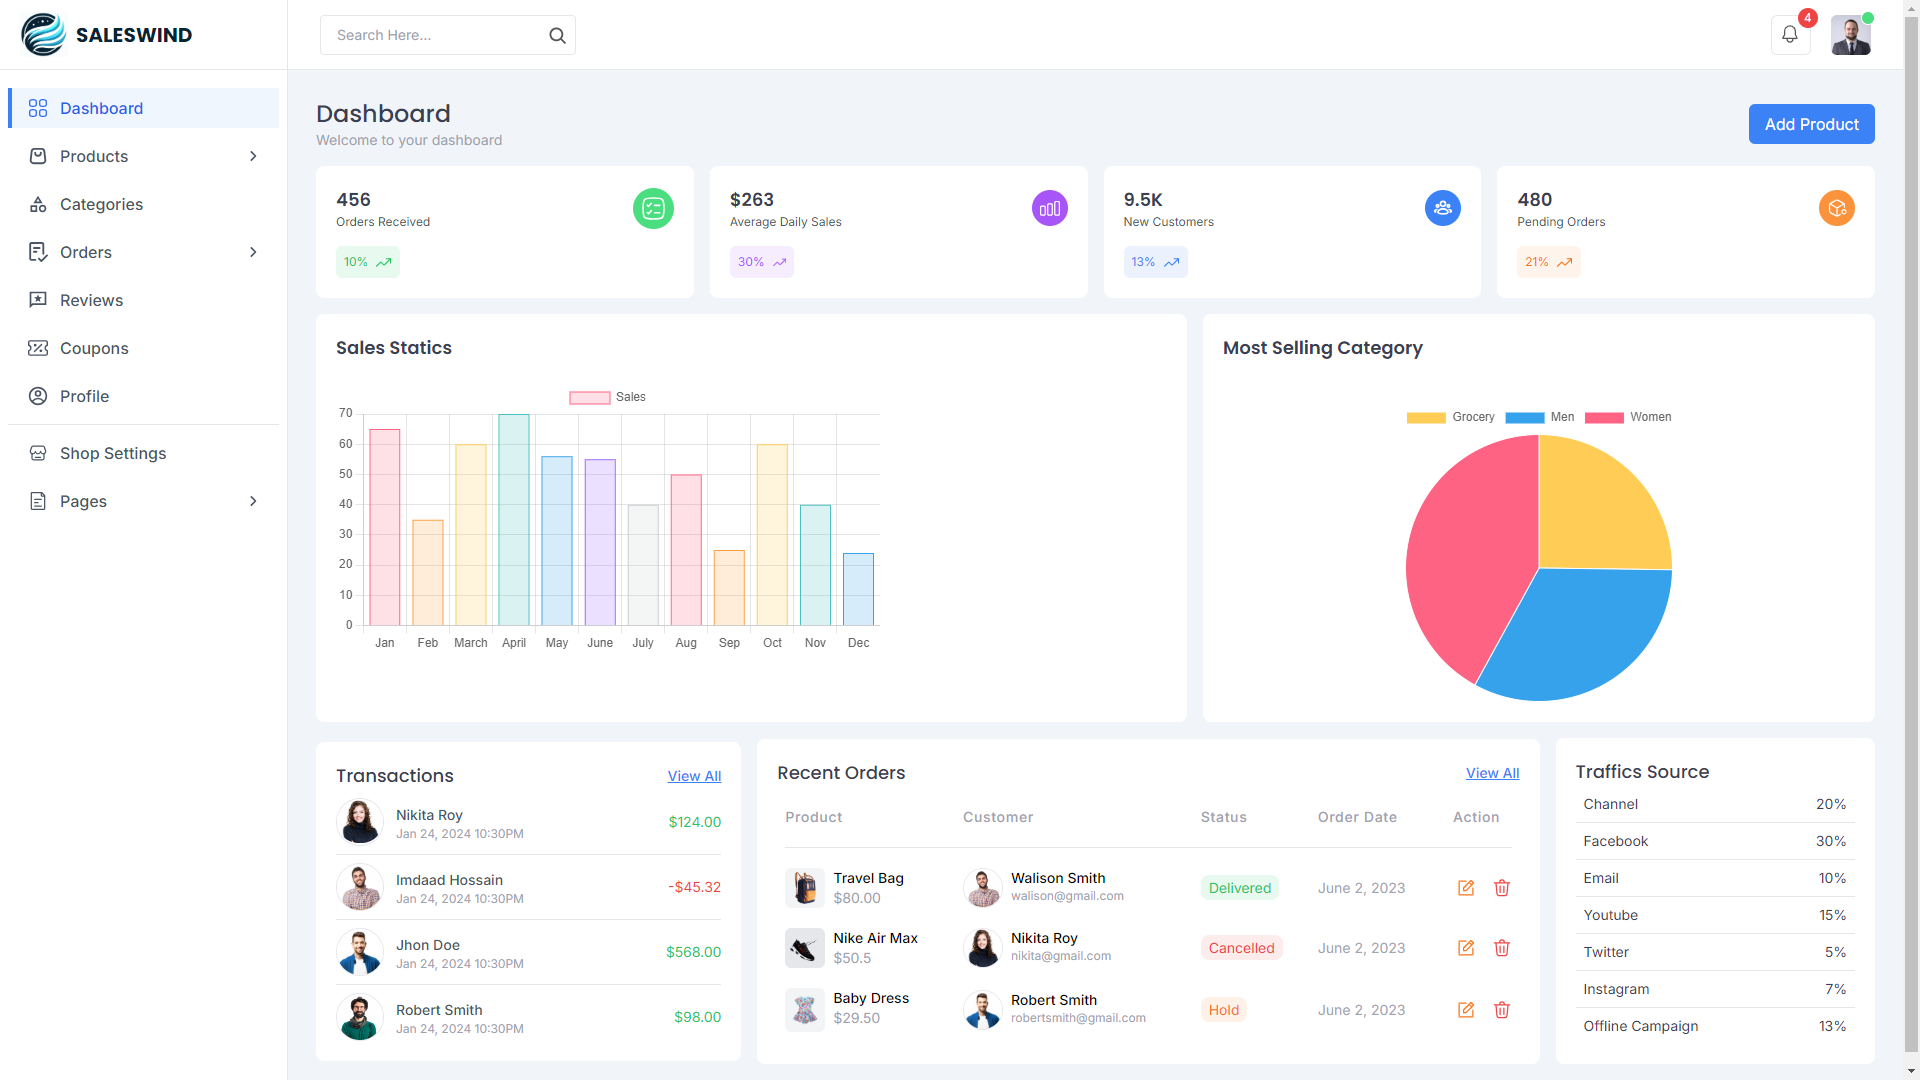 SALESWIND
Search Here...
4
Dashboard
Products
Categories
Orders
Reviews
Coupons
Profile
Shop Settings
Pages
Dashboard
Welcome to your dashboard
Add Product
456
Orders Received
10%
$263
Average Daily Sales
30%
9.5K
New Customers
13%
480
Pending Orders
21%
Sales Statics
Sales
70
60
50
40
30
20
10
0
Jan Feb March April May June July Aug Sep Oct Nov Dec
Most Selling Category
Grocery Men Women
Transactions View All
Nikita Roy
Jan 24, 2024 10:30PM
$124.00
Imdaad Hossain
Jan 24, 2024 10:30PM
-$45.32
Jhon Doe
Jan 24, 2024 10:30PM
$568.00
Robert Smith
Jan 24, 2024 10:30PM
$98.00
Recent Orders View All
Product Customer Status Order Date Action
Travel Bag
$80.00
Walison Smith
walison@gmail.com
Delivered
June 2, 2023
Nike Air Max
$50.5
Nikita Roy
nikita@gmail.com
Cancelled
June 2, 2023
Baby Dress
$29.50
Robert Smith
robertsmith@gmail.com
Hold
June 2, 2023
Traffics Source
Channel 20%
Facebook 30%
Email 10%
Youtube 15%
Twitter 5%
Instagram 7%
Offline Campaign 13%